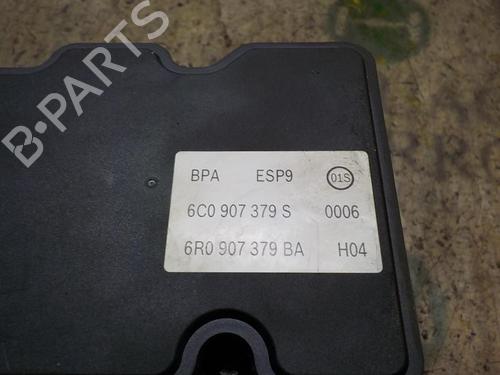 B-PARTS
BPA ESP9 01S
6C0 907 379 S 0006
6R0 907 379 BA H04